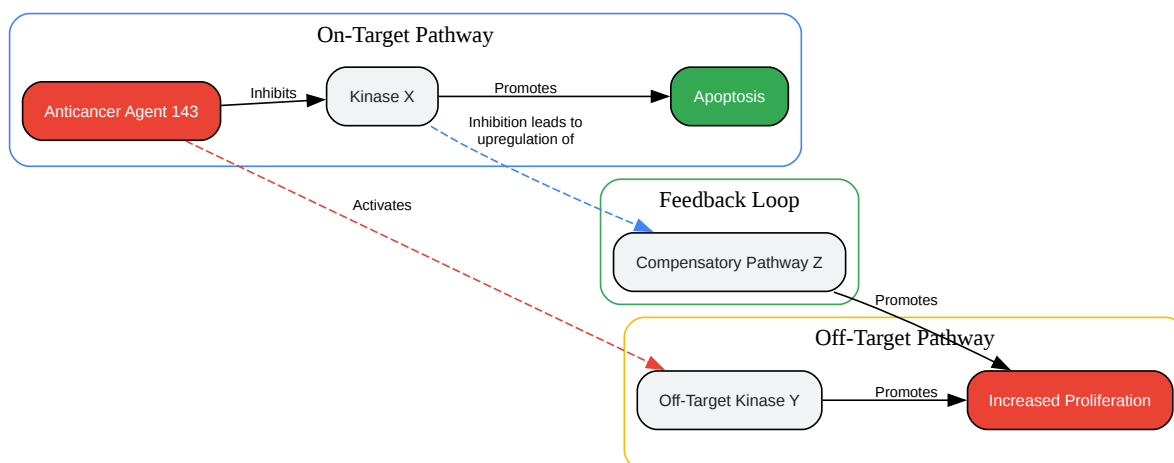 On-Target Pathway
Anticancer Agent 143
Inhibits
Kinase X
Promotes
Apoptosis
Inhibition leads to
upregulation of
Activates
Feedback Loop
Compensatory Pathway Z
Promotes
Off-Target Pathway
Off-Target Kinase Y
Promotes
Increased Proliferation